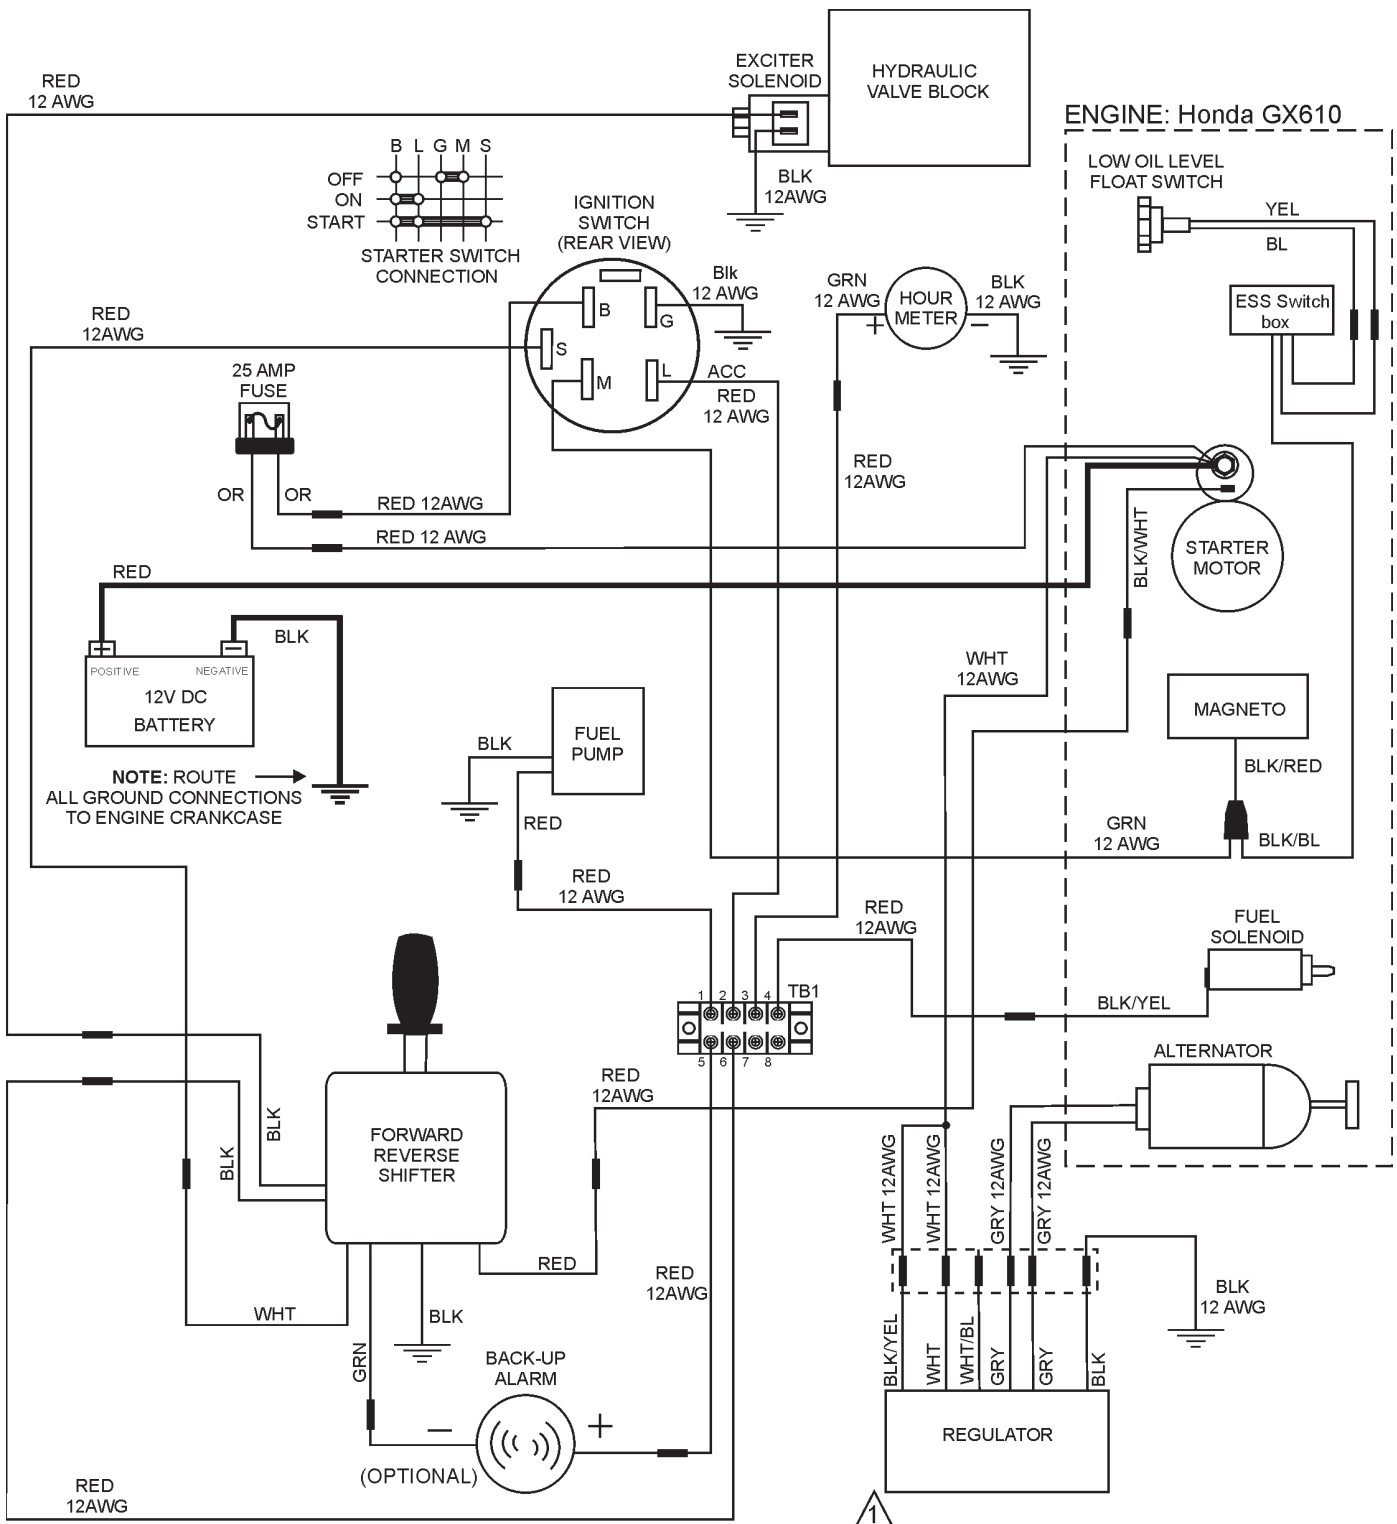 RED
12 AWG
EXCITER
SOLENOID
HYDRAULIC
VALVE BLOCK
BLK
12AWG
ENGINE: Honda GX610
LOW OIL LEVEL
FLOAT SWITCH
YEL
BL
ESS Switch
box
B L G M S
OFF
ON
START
STARTER SWITCH
CONNECTION
IGNITION
SWITCH
(REAR VIEW)
B
G
S
M
L
Blk
12 AWG
ACC
RED
12 AWG
GRN
12 AWG
HOUR
METER
+
−
BLK
12 AWG
RED
12AWG
25 AMP
FUSE
OR
OR
RED 12AWG
RED 12 AWG
RED
12AWG
BLK/WHT
STARTER
MOTOR
RED
BLK
+
−
POSITIVE
NEGATIVE
12V DC
BATTERY
NOTE: ROUTE
ALL GROUND CONNECTIONS
TO ENGINE CRANKCASE
WHT
12AWG
MAGNETO
BLK/RED
BLK/BL
GRN
12 AWG
FUEL
PUMP
BLK
RED
RED
12 AWG
RED
12AWG
FUEL
SOLENOID
BLK/YEL
1 2 3 4
TB1
5 6 7 8
ALTERNATOR
RED
12AWG
FORWARD
REVERSE
SHIFTER
BLK
BLK
RED
WHT
BLK
GRN
RED
12AWG
BACK-UP
ALARM
−
+
(OPTIONAL)
RED
12AWG
WHT 12AWG
WHT 12AWG
GRY 12AWG
GRY 12AWG
BLK
12 AWG
BLK/YEL
WHT
WHT/BL
GRY
GRY
BLK
REGULATOR
1